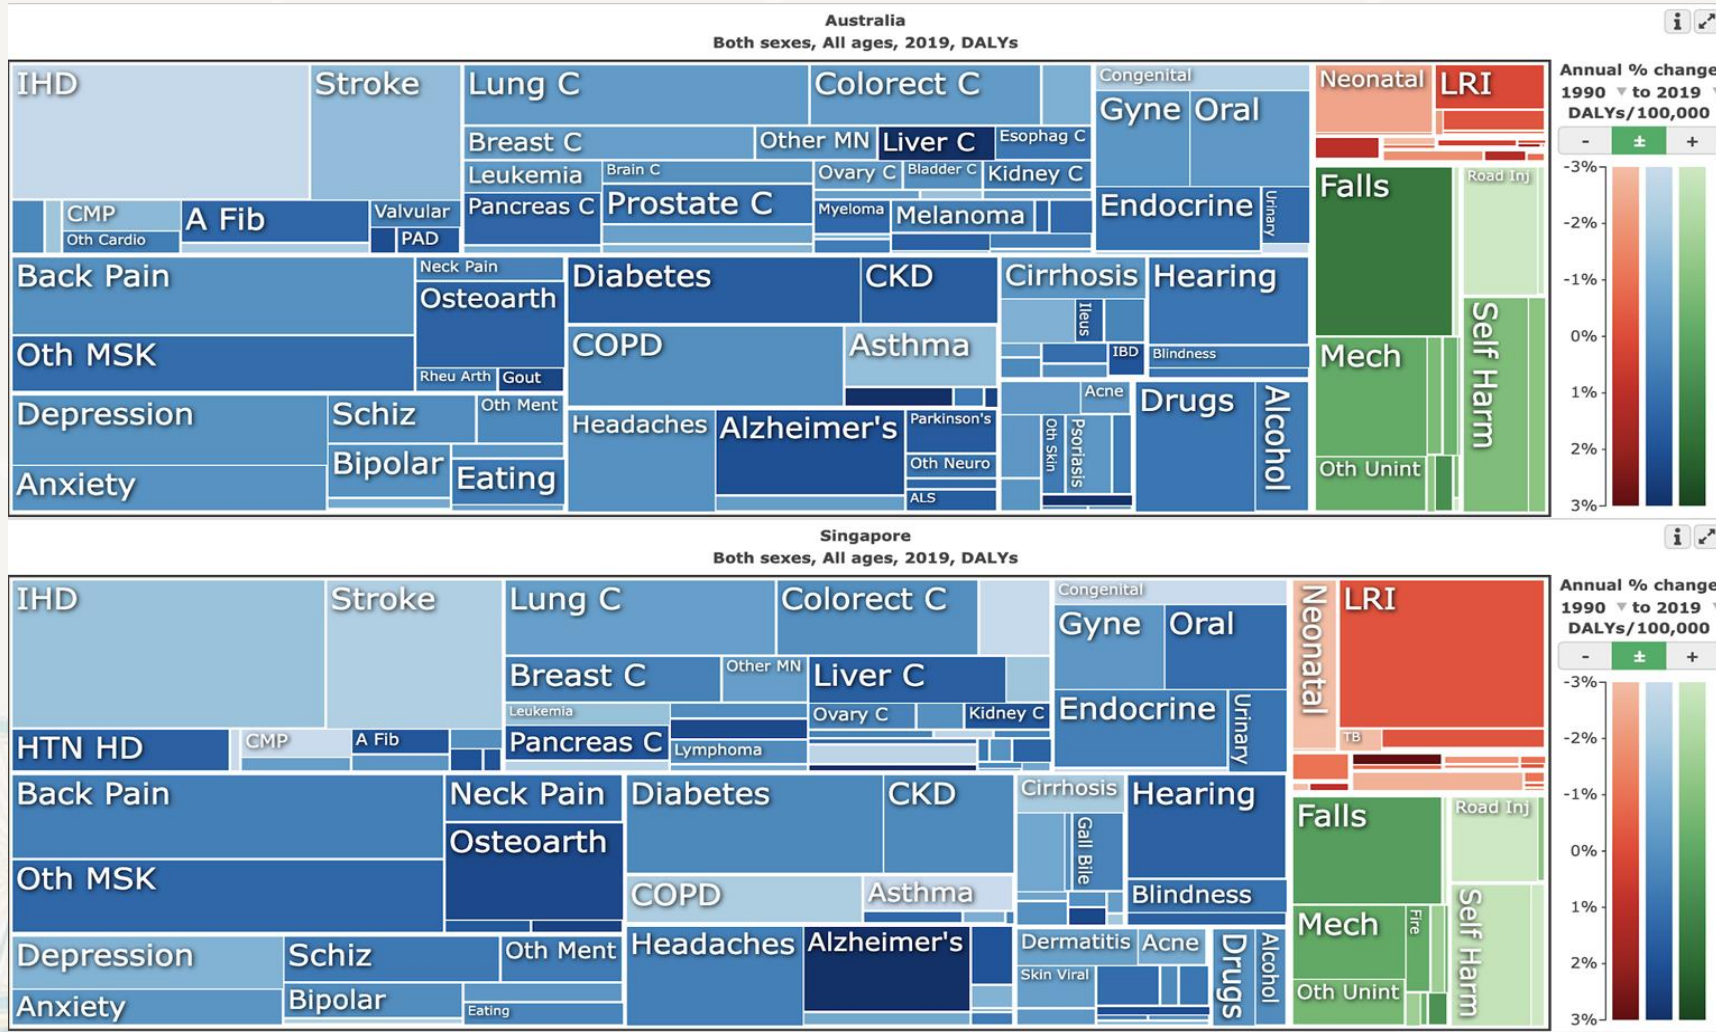 Australia
Both sexes, All ages, 2019, DALYs
IHD
Stroke
Lung C
Colorect C
Congenital
Neonatal
LRI
Gyne
Oral
Breast C
Other MN
Liver C
Esophag C
Leukemia
Brain C
Ovary C
Bladder C
Kidney C
Falls
Road Inj
CMP
A Fib
Valvular
Pancreas C
Prostate C
Myeloma
Melanoma
Endocrine
Urinary
Oth Cardio
PAD
Back Pain
Neck Pain
Diabetes
CKD
Cirrhosis
Hearing
Osteoarth
Ileus
Self Harm
Oth MSK
COPD
Asthma
IBD
Blindness
Mech
Rheu Arth
Gout
Depression
Schiz
Oth Ment
Headaches
Alzheimer's
Parkinson's
Acne
Drugs
Alcohol
Oth Skin
Psoriasis
Anxiety
Bipolar
Eating
Oth Neuro
Oth Unint
ALS
i
Annual % change
1990 ▼ to 2019 ▼
DALYs/100,000
- ± +
-3%
-2%
-1%
0%
1%
2%
3%
Singapore
Both sexes, All ages, 2019, DALYs
IHD
Stroke
Lung C
Colorect C
Congenital
Neonatal
LRI
Gyne
Oral
Breast C
Other MN
Liver C
Leukemia
Ovary C
Kidney C
Endocrine
Urinary
TB
HTN HD
CMP
A Fib
Pancreas C
Lymphoma
Back Pain
Neck Pain
Diabetes
CKD
Cirrhosis
Hearing
Falls
Road Inj
Osteoarth
Gall Bile
Oth MSK
COPD
Asthma
Blindness
Self Harm
Mech
Fire
Depression
Schiz
Oth Ment
Headaches
Alzheimer's
Dermatitis
Acne
Drugs
Alcohol
Skin Viral
Anxiety
Bipolar
Eating
Oth Unint
i
Annual % change
1990 ▼ to 2019 ▼
DALYs/100,000
- ± +
-3%
-2%
-1%
0%
1%
2%
3%